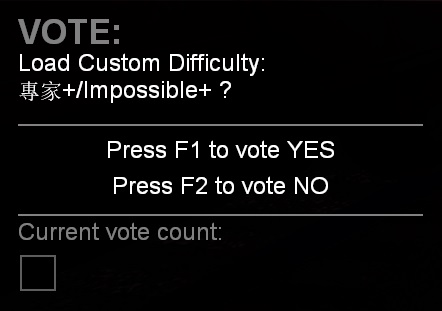 VOTE:
Load Custom Difficulty:
專家+/Impossible+ ?
Press F1 to vote YES
Press F2 to vote NO
Current vote count: